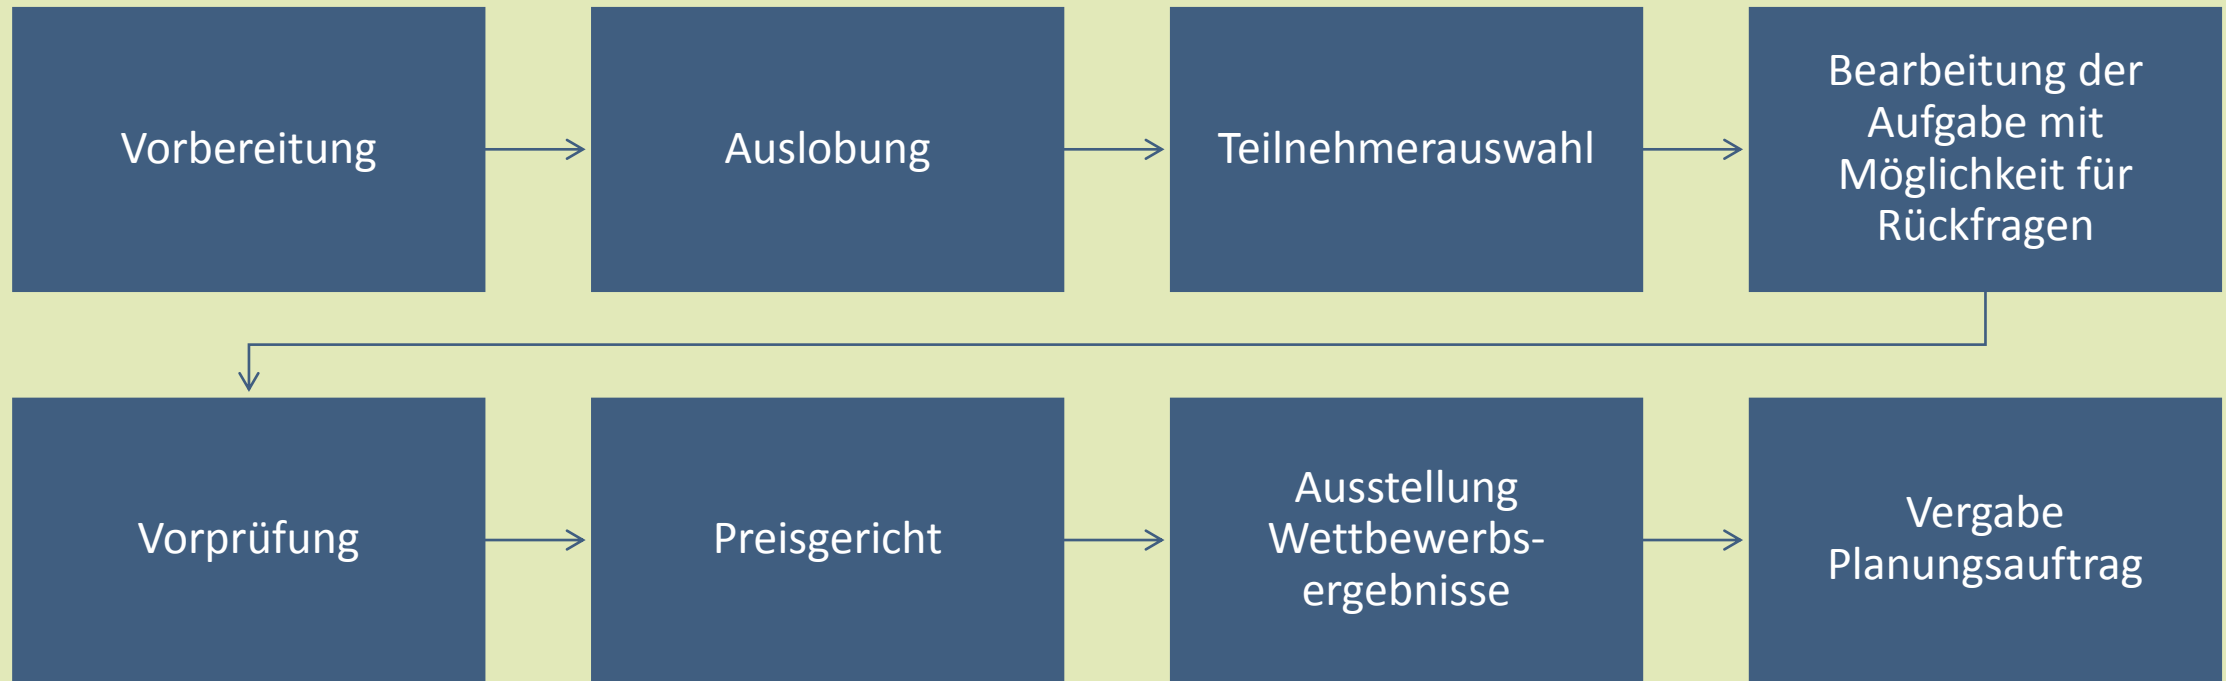 Vorbereitung
Auslobung
Teilnehmerauswahl
Bearbeitung der
Aufgabe mit
Möglichkeit für
Rückfragen
Vorprüfung
Preisgericht
Ausstellung
Wettbewerbs-
ergebnisse
Vergabe
Planungsauftrag